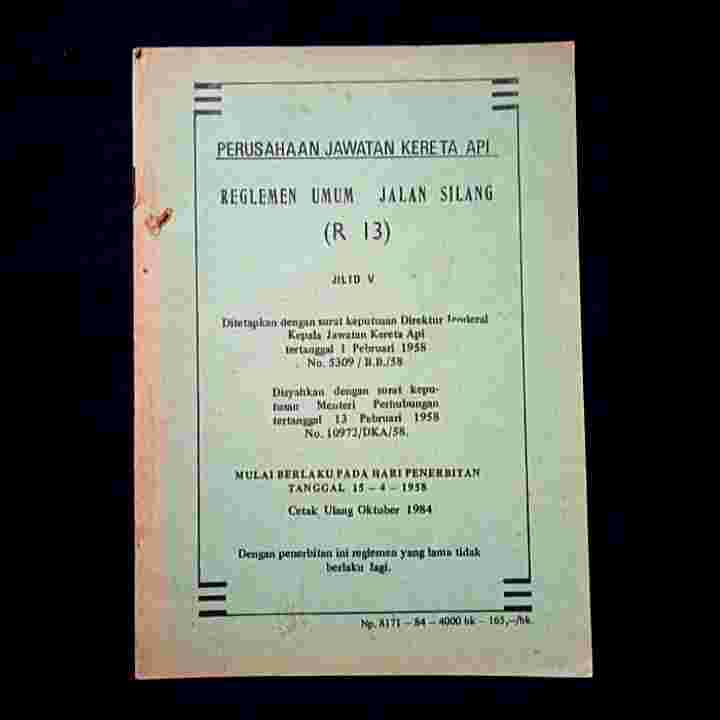 PERUSAHAAN JAWATAN KERETA API
REGLEMEN UMUM JALAN SILANG
(R 13)
JILID V
Ditetapkan dengan surat keputusan Direktur Jenderal
Kepala Jawatan Kereta Api
tertanggal 1 Pebruari 1958
No. 5309 / B.B./58
Disyahkan dengan surat kepu-
tusan Menteri Perhubungan
tertanggal 13 Pebruari 1958
No. 10972/DKA/58.
MULAI BERLAKU PADA HARI PENERBITAN
TANGGAL 15 – 4 – 1958
Cetak Ulang Oktober 1984
Dengan penerbitan ini reglemen yang lama tidak
berlaku lagi.
Np. 8171 – 84 – 4000 bk – 165,–/bk.